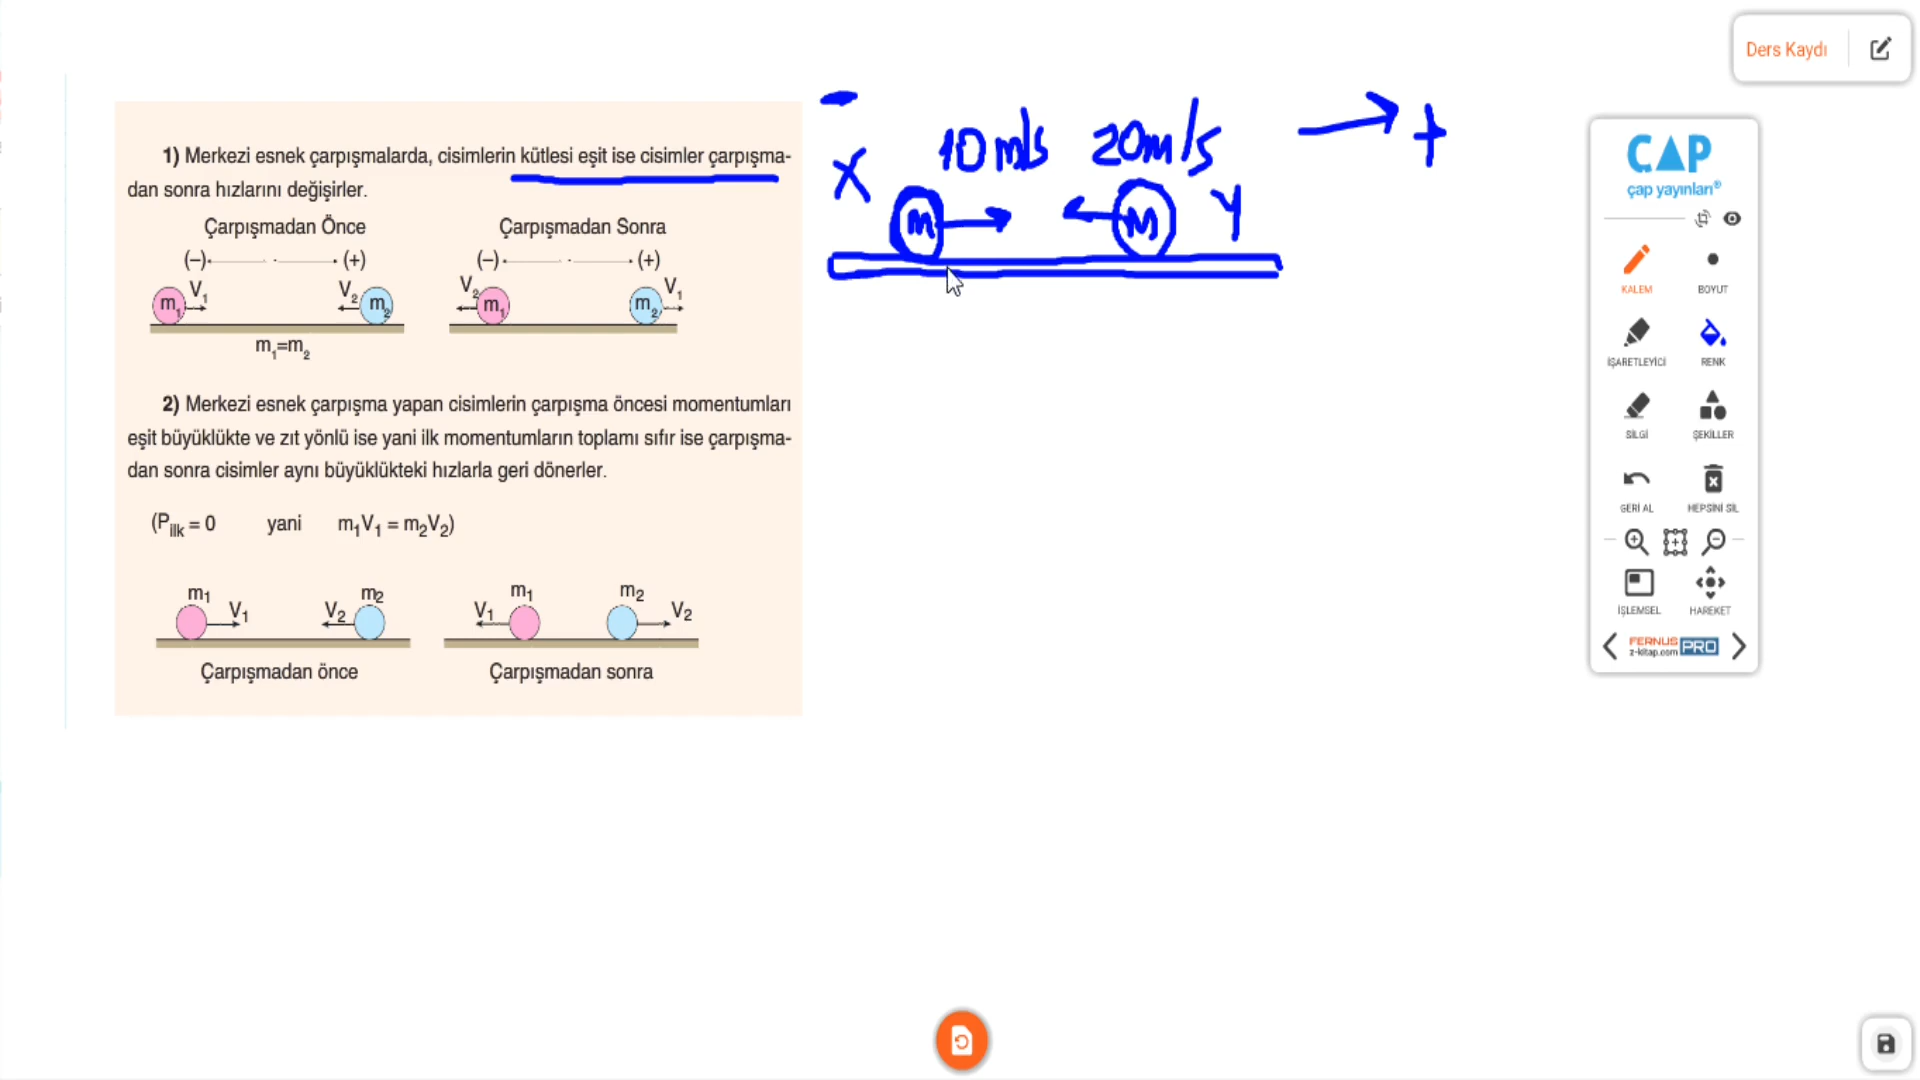 Ders Kaydı
1) Merkezi esnek çarpışmalarda, cisimlerin kütlesi eşit ise cisimler çarpışma-
dan sonra hızlarını değişirler.
Çarpışmadan Önce
Çarpışmadan Sonra
(–) (+)
(–) (+)
m₁ V₁ V₂ m₂
V₂ m₁ m₂ V₁
m₁=m₂
2) Merkezi esnek çarpışma yapan cisimlerin çarpışma öncesi momentumları
eşit büyüklükte ve zıt yönlü ise yani ilk momentumların toplamı sıfır ise çarpışma-
dan sonra cisimler aynı büyüklükteki hızlarla geri dönerler.
(Pilk = 0 yani m₁V₁ = m₂V₂)
m₁ V₁ V₂ m₂
V₁ m₁ m₂ V₂
Çarpışmadan önce
Çarpışmadan sonra
- 
X 10 m/s 20m/s → +
m m Y
ÇAP
çap yayınları®
KALEM
BOYUT
İŞARETLEYİCİ
RENK
SİLGİ
ŞEKİLLER
GERİ AL
HEPSİNİ SİL
İŞLEMSEL
HAREKET
FERNUS
z-kitap.com PRO